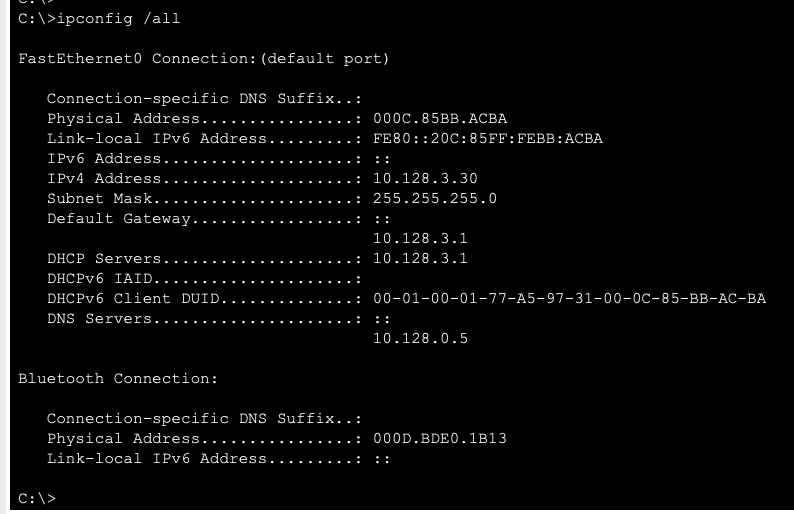 C:\>
C:\>ipconfig /all
FastEthernet0 Connection:(default port)
Connection-specific DNS Suffix..:
Physical Address................: 000C.85BB.ACBA
Link-local IPv6 Address.........: FE80::20C:85FF:FEBB:ACBA
IPv6 Address....................: ::
IPv4 Address....................: 10.128.3.30
Subnet Mask.....................: 255.255.255.0
Default Gateway.................: ::
10.128.3.1
DHCP Servers....................: 10.128.3.1
DHCPv6 IAID.....................:
DHCPv6 Client DUID..............: 00-01-00-01-77-A5-97-31-00-0C-85-BB-AC-BA
DNS Servers.....................: ::
10.128.0.5
Bluetooth Connection:
Connection-specific DNS Suffix..:
Physical Address................: 000D.BDE0.1B13
Link-local IPv6 Address.........: ::
C:\>